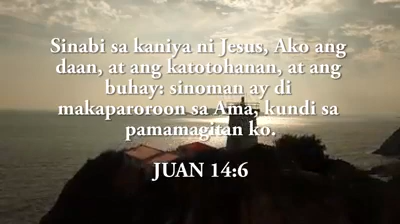 Sinabi sa kaniya ni Jesus, Ako ang
daan, at ang katotohanan, at ang
buhay: sinoman ay di
makaparoroon sa Ama, kundi sa
pamamagitan ko.
JUAN 14:6